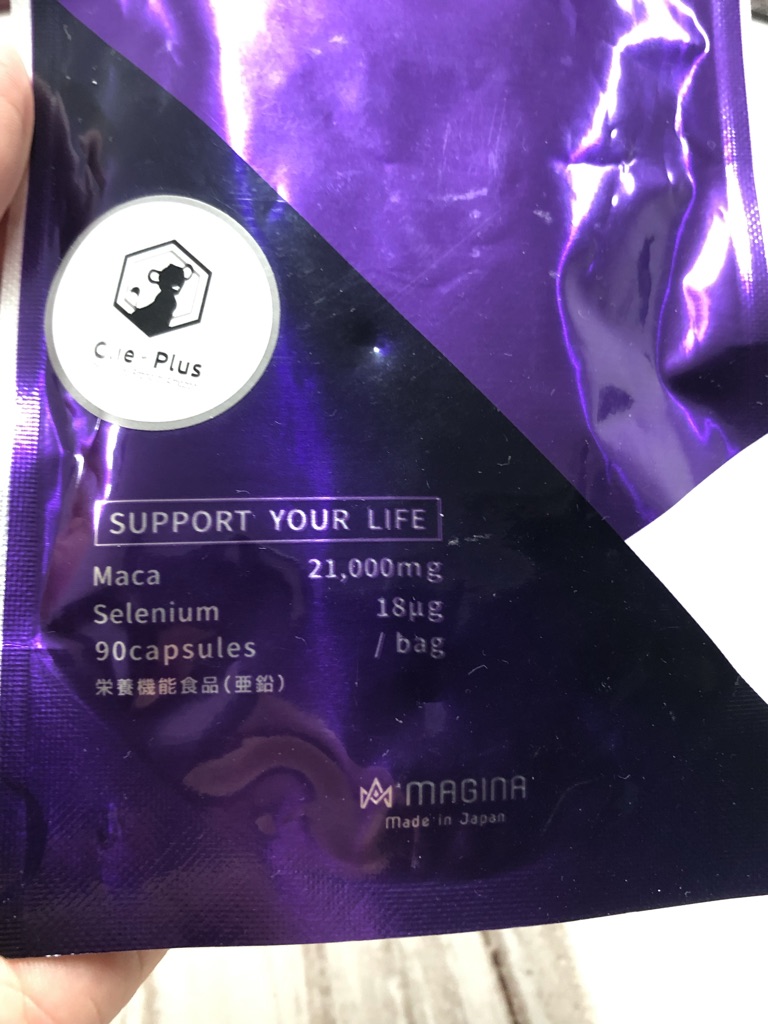 Plus
SUPPORT YOUR LIFE
Maca 21,000mg
Selenium 18μg
90capsules / bag
栄養機能食品(亜鉛)
MAGINA
Made in Japan